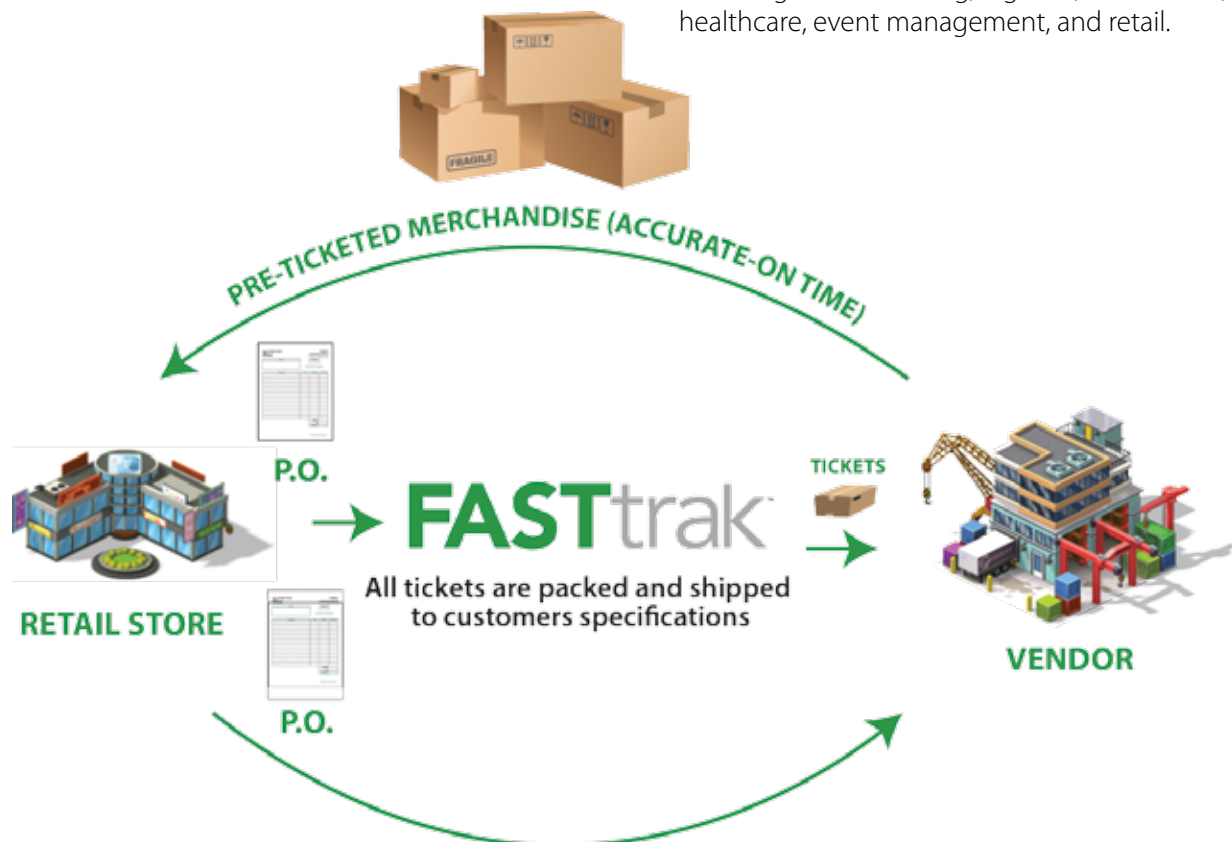 healthcare, event management, and retail.
FRAGILE
PRE-TICKETED MERCHANDISE (ACCURATE-ON TIME)
P.O.
TICKETS
FASTtrak
All tickets are packed and shipped
to customers specifications
RETAIL STORE
VENDOR
P.O.